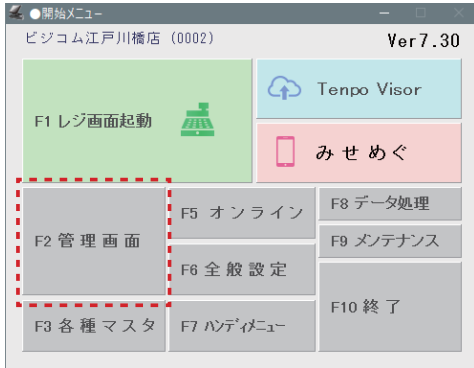 ●開始メニュー
ビジコム江戸川橋店 (0002)
Ver7.30
F1 レジ画面起動
Tenpo Visor
みせめぐ
F2 管理画面
F5 オンライン
F8 データ処理
F9 メンテナンス
F6 全般設定
F10 終了
F3 各種マスタ
F7 ハンディメニュー